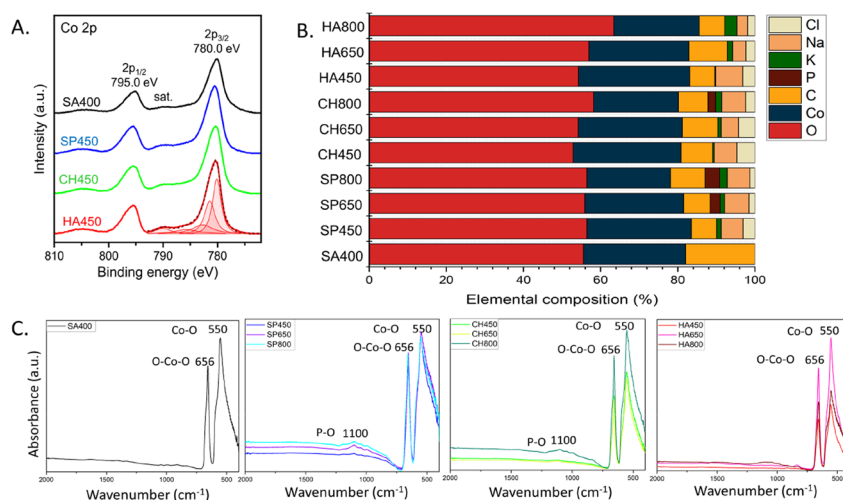 A.
Co 2p
2p1/2
795.0 eV
sat.
2p3/2
780.0 eV
SA400
SP450
CH450
HA450
Intensity (a.u.)
810 800 790 780
Binding energy (eV)
B.
HA800
HA650
HA450
CH800
CH650
CH450
SP800
SP650
SP450
SA400
0 20 40 60 80 100
Elemental composition (%)
Cl
Na
K
P
C
Co
O
C.
Absorbance (a.u.)
SA400
Co-O 550
O-Co-O 656
2000 1500 1000 500
Wavenumber (cm-1)
SP450
SP650
SP800
Co-O 550
O-Co-O 656
P-O 1100
2000 1500 1000 500
Wavenumber (cm-1)
CH450
CH650
CH800
Co-O 550
O-Co-O 656
P-O 1100
2000 1500 1000 500
Wavenumber (cm-1)
HA450
HA650
HA800
Co-O 550
O-Co-O 656
2000 1500 1000 500
Wavenumber (cm-1)